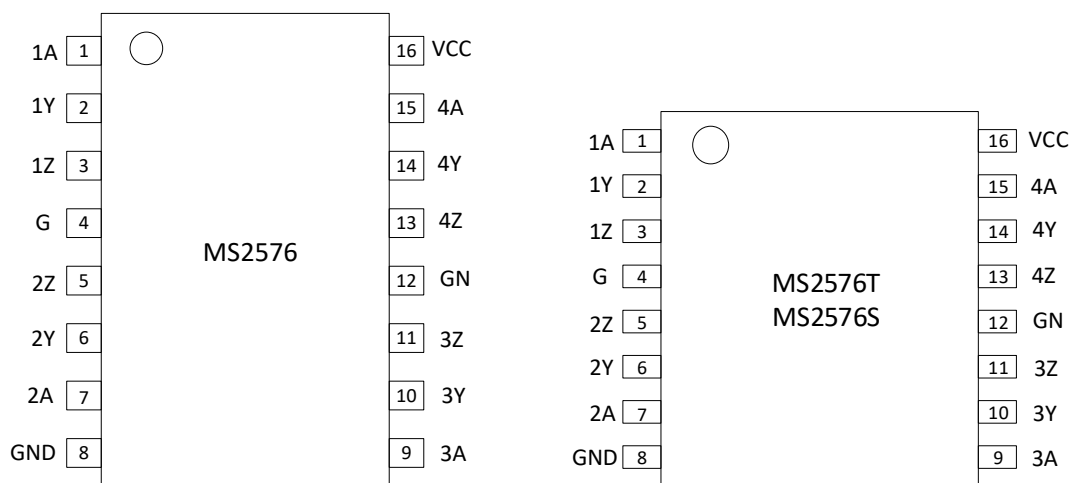 1A 1 16 VCC
1Y 2 15 4A
1Z 3 14 4Y
G 4 13 4Z
MS2576
2Z 5 12 GN
2Y 6 11 3Z
2A 7 10 3Y
GND 8 9 3A
1A 1 16 VCC
1Y 2 15 4A
1Z 3 14 4Y
G 4 13 4Z
MS2576T
MS2576S
2Z 5 12 GN
2Y 6 11 3Z
2A 7 10 3Y
GND 8 9 3A